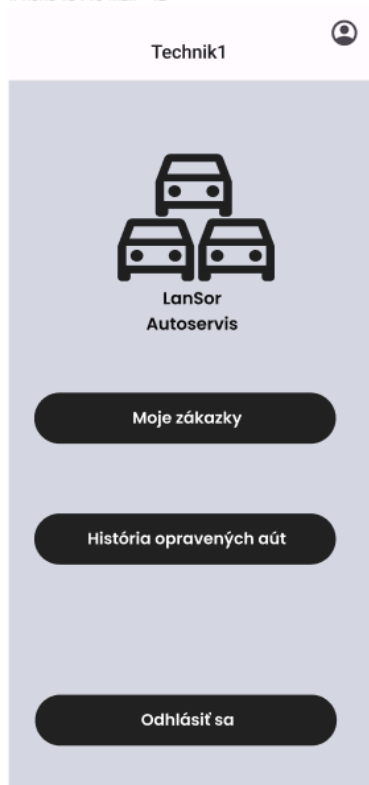 Technik1
LanSor
Autoservis
Moje zákazky
História opravených aút
Odhlásiť sa